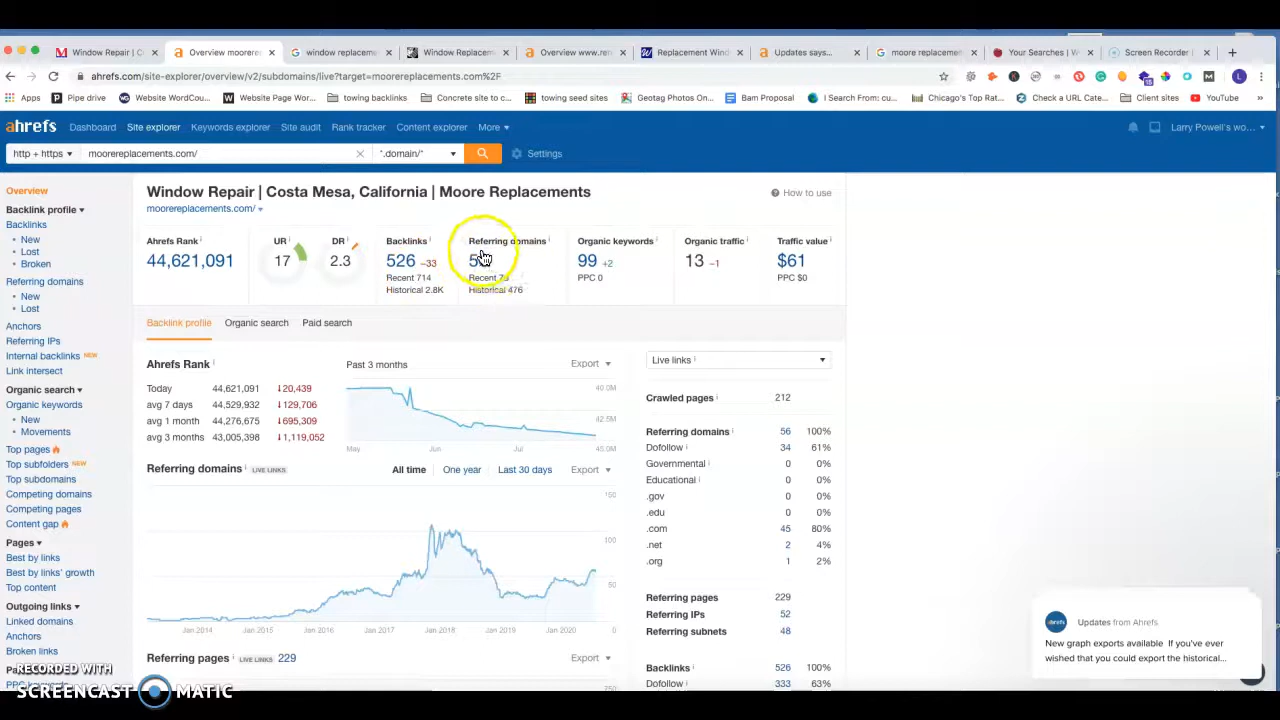 Window Repair | C
Overview moorere
window replaceme
Window Replacem
Overview www.ren
Replacement Wind
Updates says...
moore replaceme
Your Searches | W
Screen Recorder |
ahrefs.com/site-explorer/overview/v2/subdomains/live?target=moorereplacements.com%2F
Apps
Pipe drive
Website WordCou...
Website Page Wor...
towing backlinks
Concrete site to c...
towing seed sites
Geotag Photos On...
Bam Proposal
I Search From: cu...
Chicago's Top Rat...
Check a URL Cate...
Client sites
YouTube
»
ahrefs
Dashboard
Site explorer
Keywords explorer
Site audit
Rank tracker
Content explorer
More
Larry Powell's wo...
http + https
moorereplacements.com/
*.domain/*
Settings
Overview
Backlink profile
Backlinks
• New
• Lost
• Broken
Referring domains
• New
• Lost
Anchors
Referring IPs
Internal backlinks NEW
Link intersect
Organic search
Organic keywords
• New
• Movements
Top pages
Top subfolders NEW
Top subdomains
Competing domains
Competing pages
Content gap
Pages
Best by links
Best by links' growth
Top content
Outgoing links
Linked domains
Anchors
Broken links
Window Repair | Costa Mesa, California | Moore Replacements
How to use
moorereplacements.com/
Ahrefs Rank
44,621,091
UR
17
DR
2.3
Backlinks
526 −33
Recent 714
Historical 2.8K
Referring domains
Historical 476
Organic keywords
99 +2
PPC 0
Organic traffic
13 −1
Traffic value
$61
PPC $0
Backlink profile
Organic search
Paid search
Ahrefs Rank
Past 3 months
Export
Today 44,621,091 ↓20,439
avg 7 days 44,529,932 ↓129,706
avg 1 month 44,276,675 ↓695,309
avg 3 months 43,005,398 ↓1,119,052
40.0M
42.5M
45.0M
May Jun Jul
Referring domains LIVE LINKS
All time One year Last 30 days Export
150
100
50
0
Jan 2014 Jan 2015 Jan 2016 Jan 2017 Jan 2018 Jan 2019 Jan 2020
Referring pages LIVE LINKS 229
Export
Live links
Crawled pages 212
Referring domains 56 100%
Dofollow 34 61%
Governmental 0 0%
Educational 0 0%
.gov 0 0%
.edu 0 0%
.com 45 80%
.net 2 4%
.org 1 2%
Referring pages 229
Referring IPs 52
Referring subnets 48
Backlinks 526 100%
Dofollow 333 63%
Updates from Ahrefs
New graph exports available If you've ever
wished that you could export the historical...
RECORDED WITH
SCREENCAST MATIC